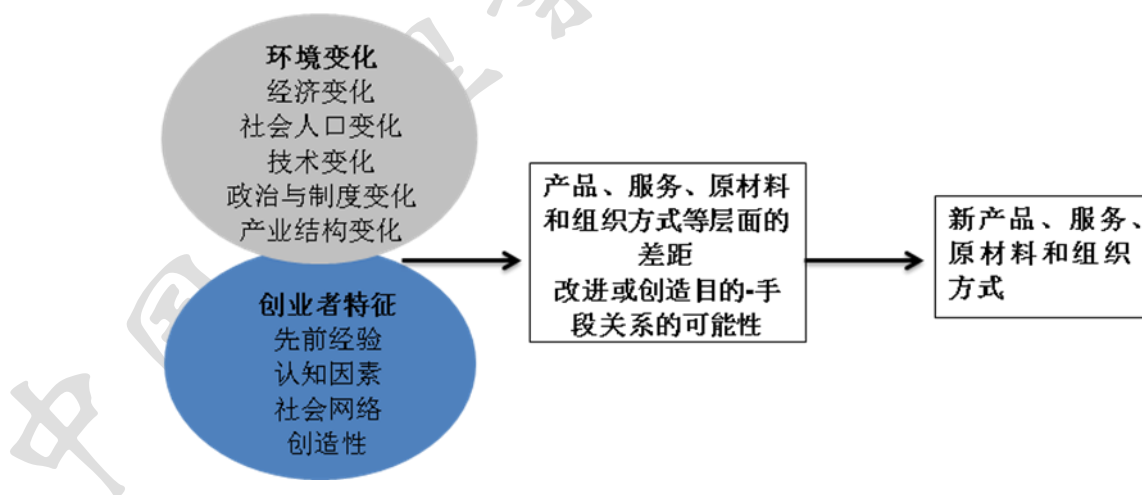 环境变化
经济变化
社会人口变化
技术变化
政治与制度变化
产业结构变化
创业者特征
先前经验
认知因素
社会网络
创造性
产品、服务、原材料
和组织方式等层面的
差距
改进或创造目的-手
段关系的可能性
新产品、服务、
原材料和组织
方式
中国